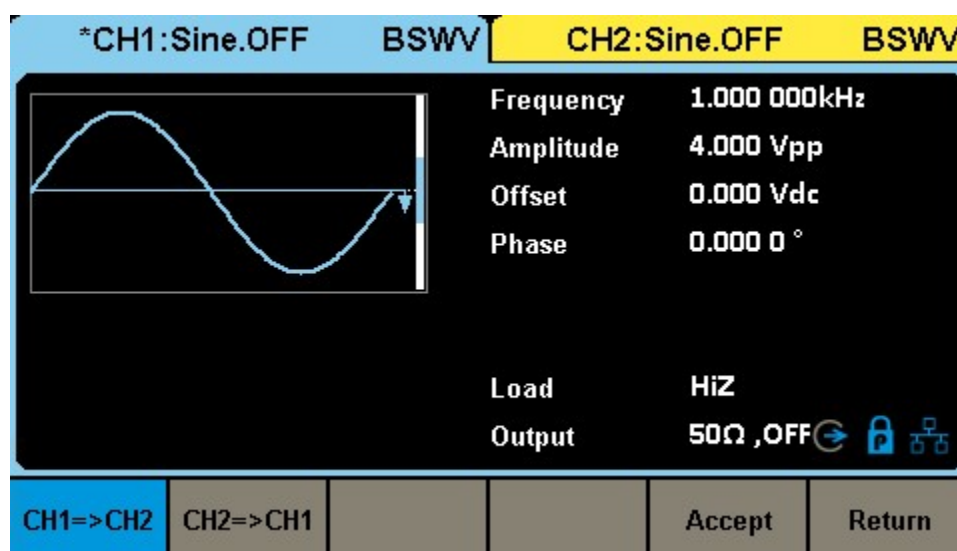 *CH1:Sine.OFF BSWV CH2:Sine.OFF BSWV
Frequency 1.000 000kHz
Amplitude 4.000 Vpp
Offset 0.000 Vdc
Phase 0.000 0 °
Load HiZ
Output 50Ω ,OFF P
CH1=>CH2 CH2=>CH1 Accept Return